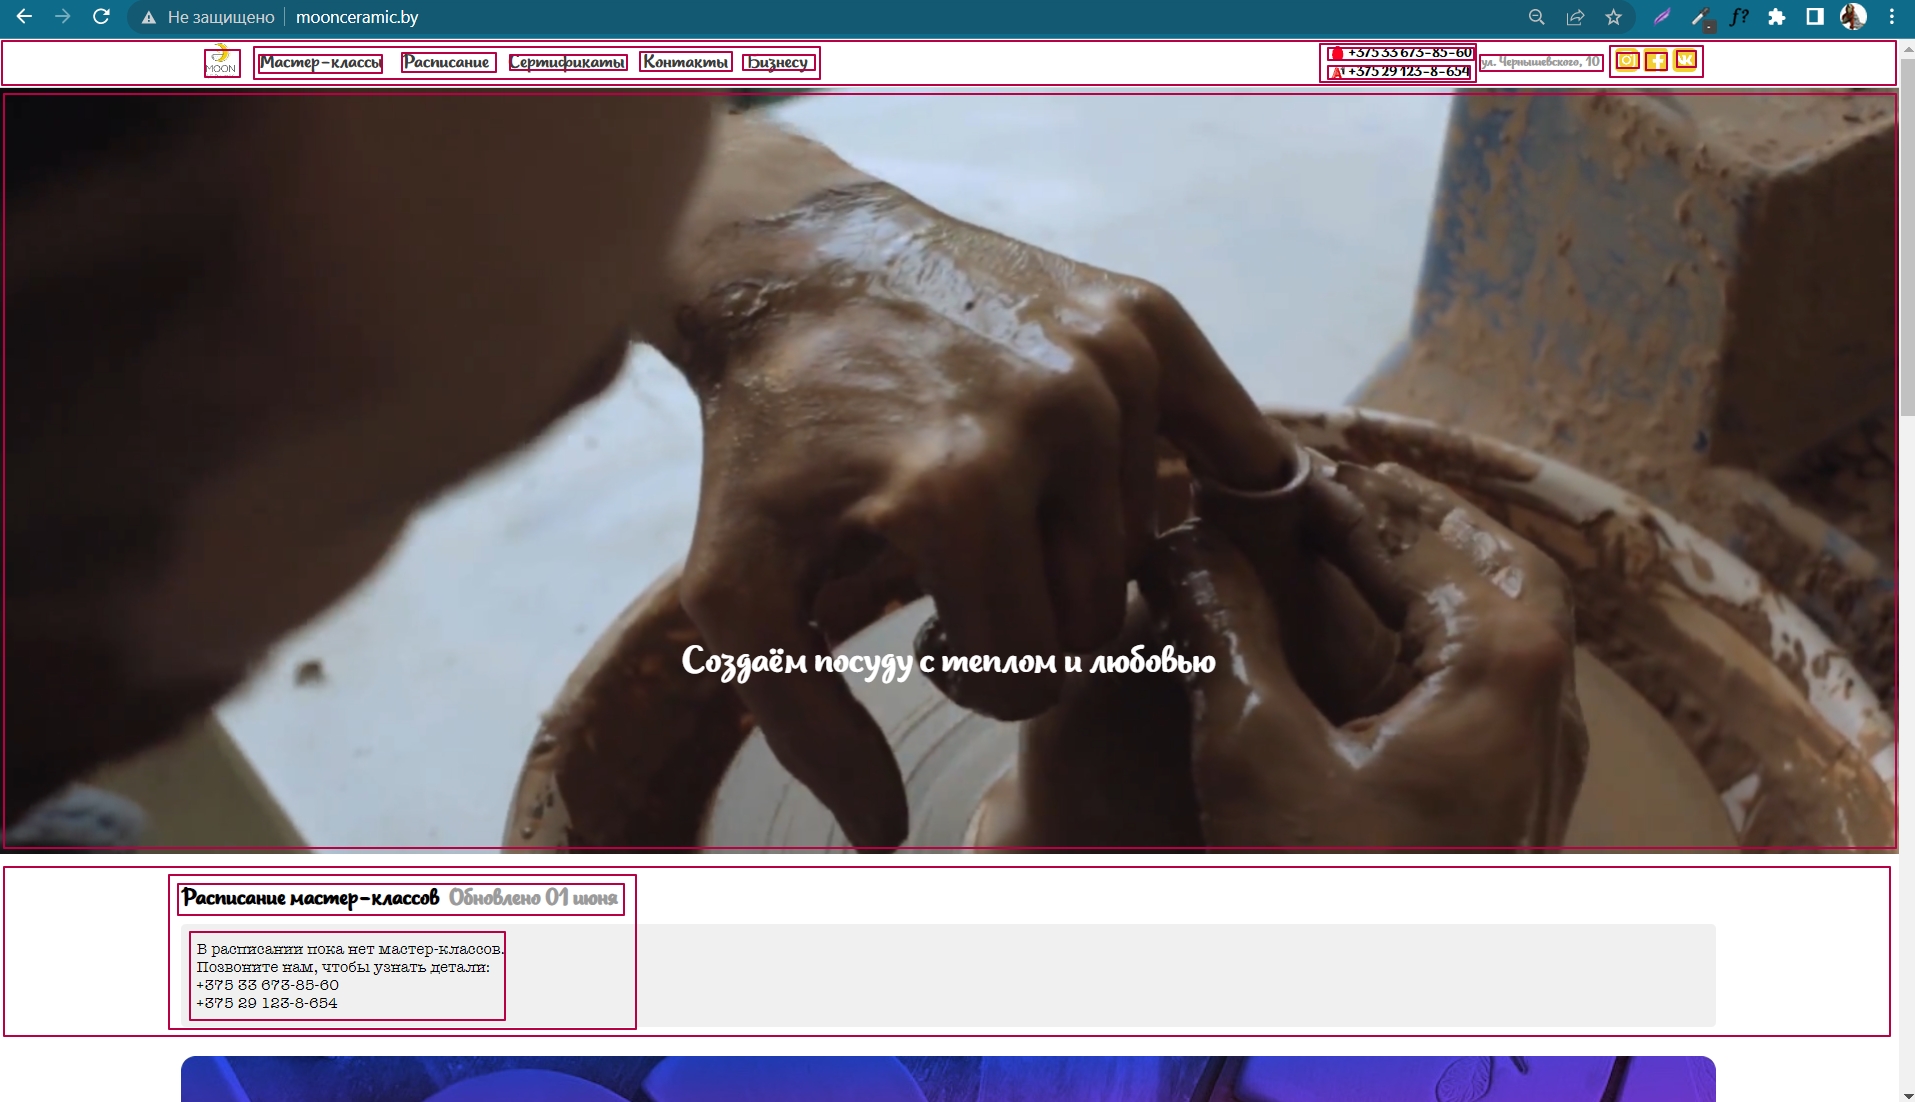 Не защищено moonceramic.by
f?
MOON
Мастер-классы Расписание Сертификаты Контакты Бизнесу
+375 33 673-85-60
+375 29 123-8-654
ул. Чернышевского, 10
Создаём посуду с теплом и любовью
Расписание мастер-классов Обновлено 01 июня
В расписании пока нет мастер-классов.
Позвоните нам, чтобы узнать детали:
+375 33 673-85-60
+375 29 123-8-654